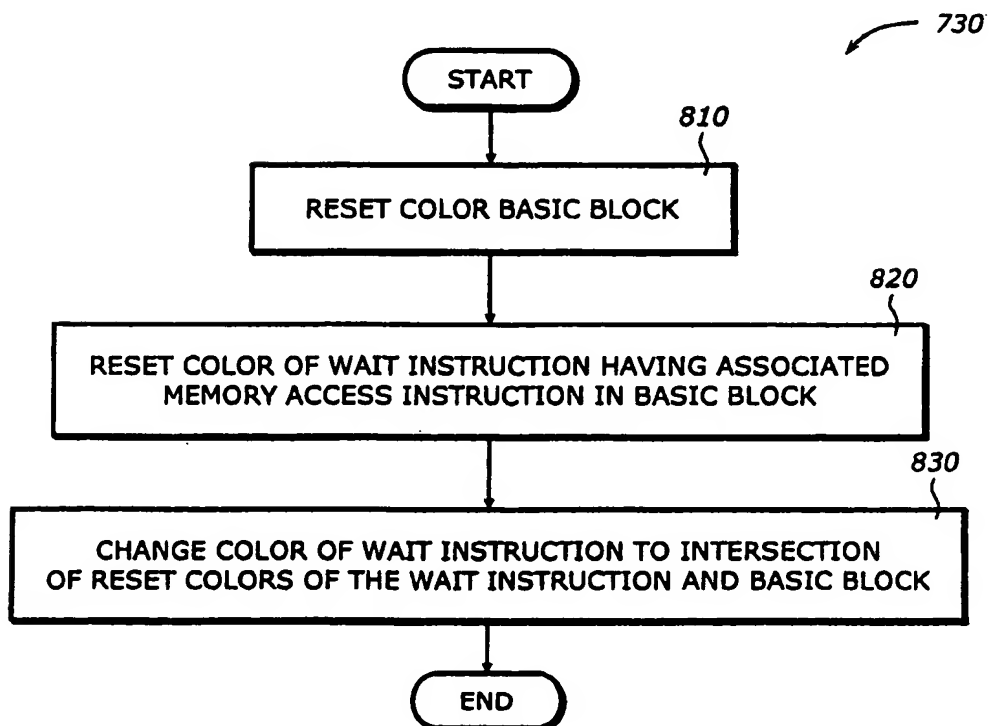 730
START
810
RESET COLOR BASIC BLOCK
820
RESET COLOR OF WAIT INSTRUCTION HAVING ASSOCIATED
MEMORY ACCESS INSTRUCTION IN BASIC BLOCK
830
CHANGE COLOR OF WAIT INSTRUCTION TO INTERSECTION
OF RESET COLORS OF THE WAIT INSTRUCTION AND BASIC BLOCK
END